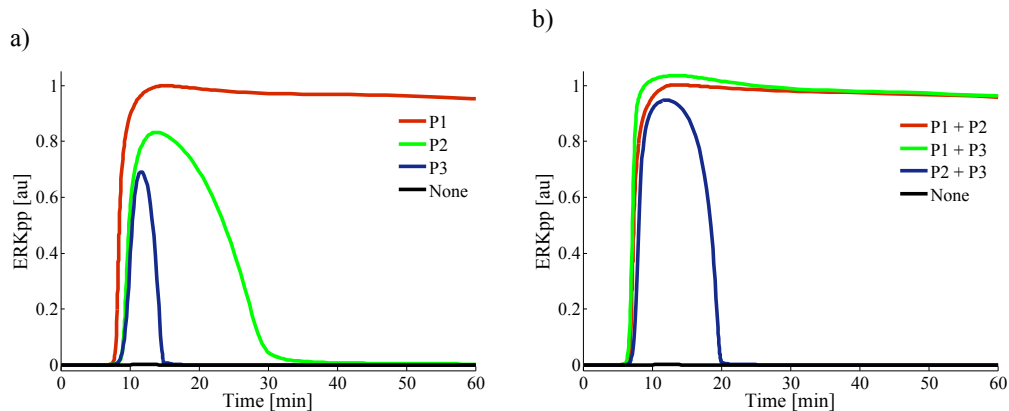 a)
ERKpp [au]
1
0.8
0.6
0.4
0.2
0
0 10 20 30 40 50 60
Time [min]
P1
P2
P3
None
b)
ERKpp [au]
1
0.8
0.6
0.4
0.2
0
0 10 20 30 40 50 60
Time [min]
P1 + P2
P1 + P3
P2 + P3
None